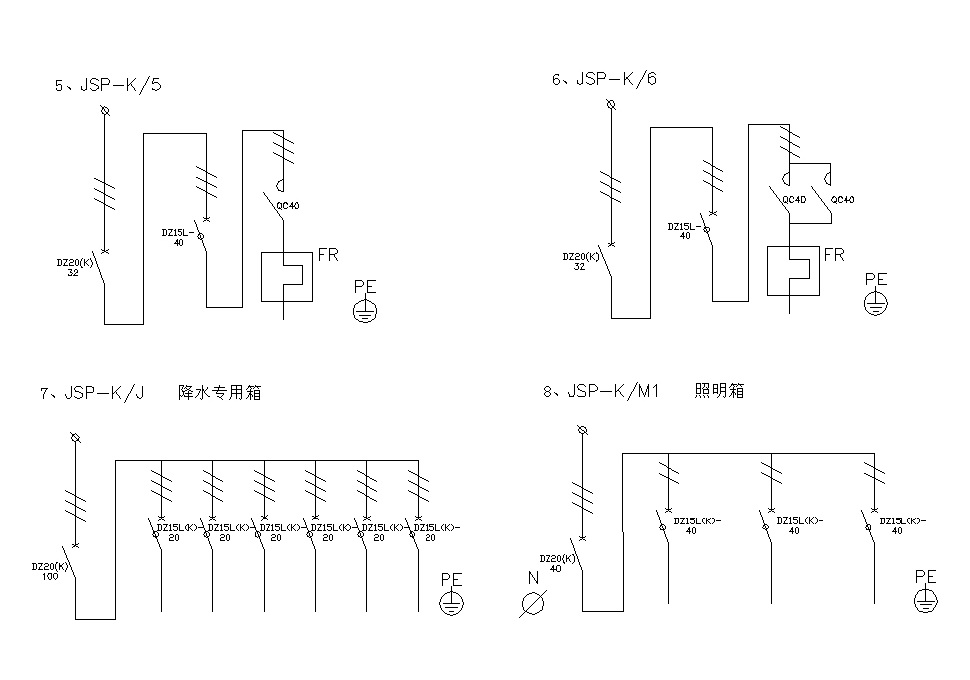 5、JSP-K/5
QC40
DZ15L-
40
FR
DZ20(K)
32
PE
6、JSP-K/6
QC40
QC40
DZ15L-
40
FR
DZ20(K)
32
PE
7、JSP-K/J 降水专用箱
DZ15L(K)-
20
DZ15L(K)-
20
DZ15L(K)-
20
DZ15L(K)-
20
DZ15L(K)-
20
DZ15L(K)-
20
DZ20(K)
100
PE
8、JSP-K/M1 照明箱
DZ15L(K)-
40
DZ15L(K)-
40
DZ15L(K)-
40
DZ20(K)
40
N
PE